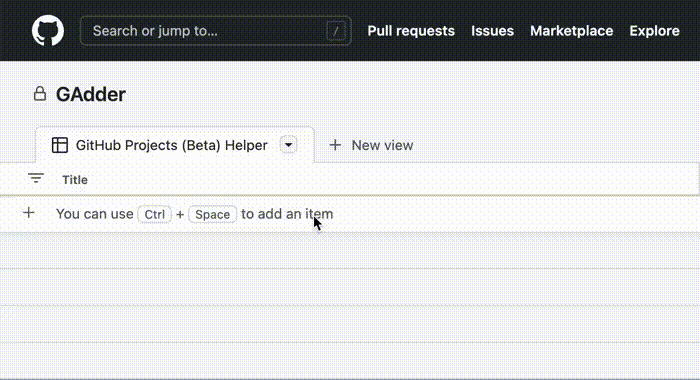 Search or jump to... / Pull requests Issues Marketplace Explore
GAdder
GitHub Projects (Beta) Helper + New view
Title
+ You can use Ctrl + Space to add an item